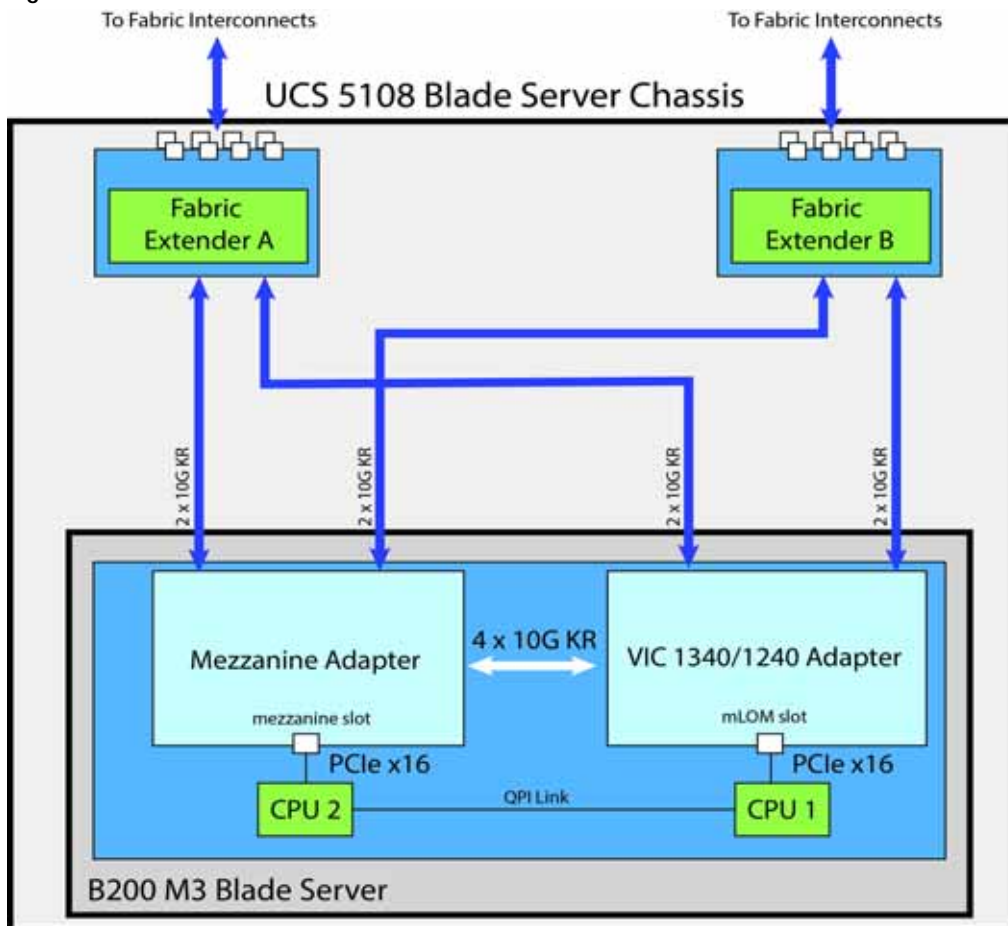 To Fabric Interconnects
To Fabric Interconnects
UCS 5108 Blade Server Chassis
Fabric
Extender A
Fabric
Extender B
2 x 10G KR
2 x 10G KR
2 x 10G KR
2 x 10G KR
Mezzanine Adapter
4 x 10G KR
VIC 1340/1240 Adapter
mezzanine slot
mLOM slot
PCIe x16
PCIe x16
CPU 2
QPI Link
CPU 1
B200 M3 Blade Server